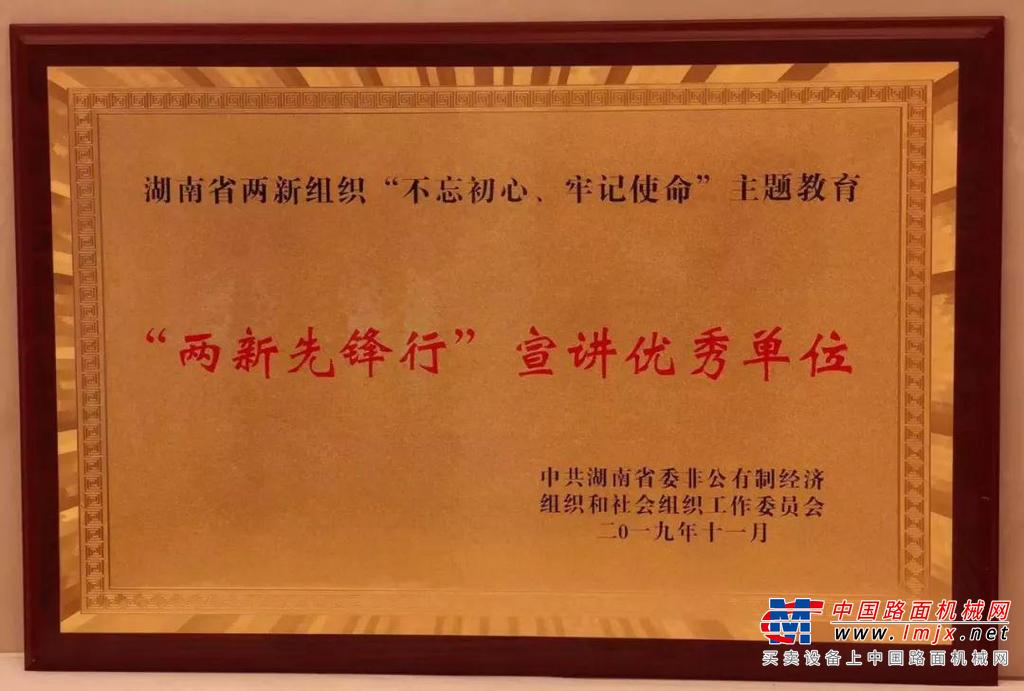 湖南省两新组织“不忘初心、牢记使命”主题教育
“两新先锋行”宣讲优秀单位
中共湖南省委非公有制经济
组织和社会组织工作委员会
二0一九年十一月
中国路面机械网
www.lmjx.net
买卖设备上中国路面机械网